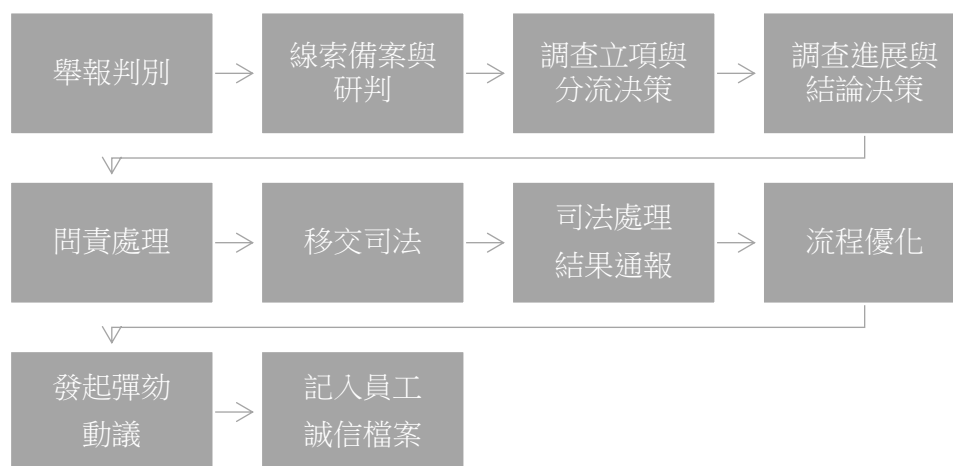 舉報判別
線索備案與
研判
調查立項與
分流決策
調查進展與
結論決策
問責處理
移交司法
司法處理
結果通報
流程優化
發起彈劾
動議
記入員工
誠信檔案